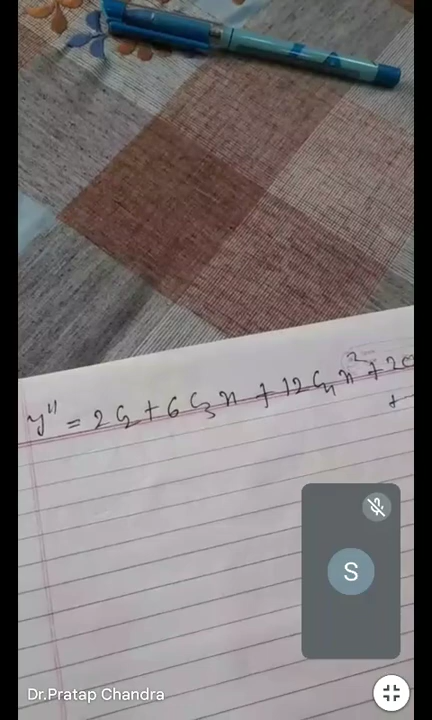 y'' = 2C₂ + 6C₃x + 12C₄x² + 20
+
S
Dr.Pratap Chandra